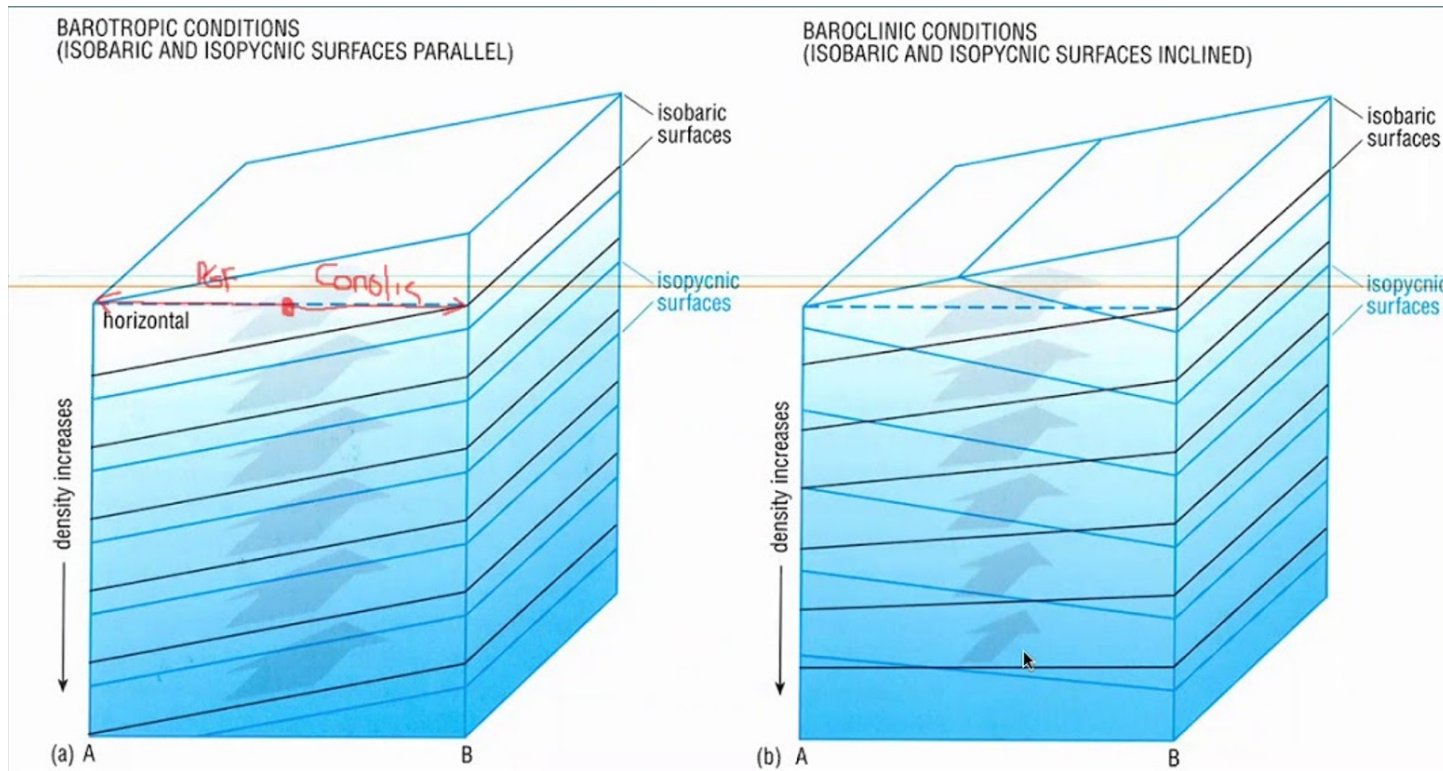 BAROTROPIC CONDITIONS
(ISOBARIC AND ISOPYCNIC SURFACES PARALLEL)
isobaric
surfaces
PGF
Coriolis
horizontal
isopycnic
surfaces
density increases
(a) A
B
BAROCLINIC CONDITIONS
(ISOBARIC AND ISOPYCNIC SURFACES INCLINED)
isobaric
surfaces
isopycnic
surfaces
density increases
(b) A
B